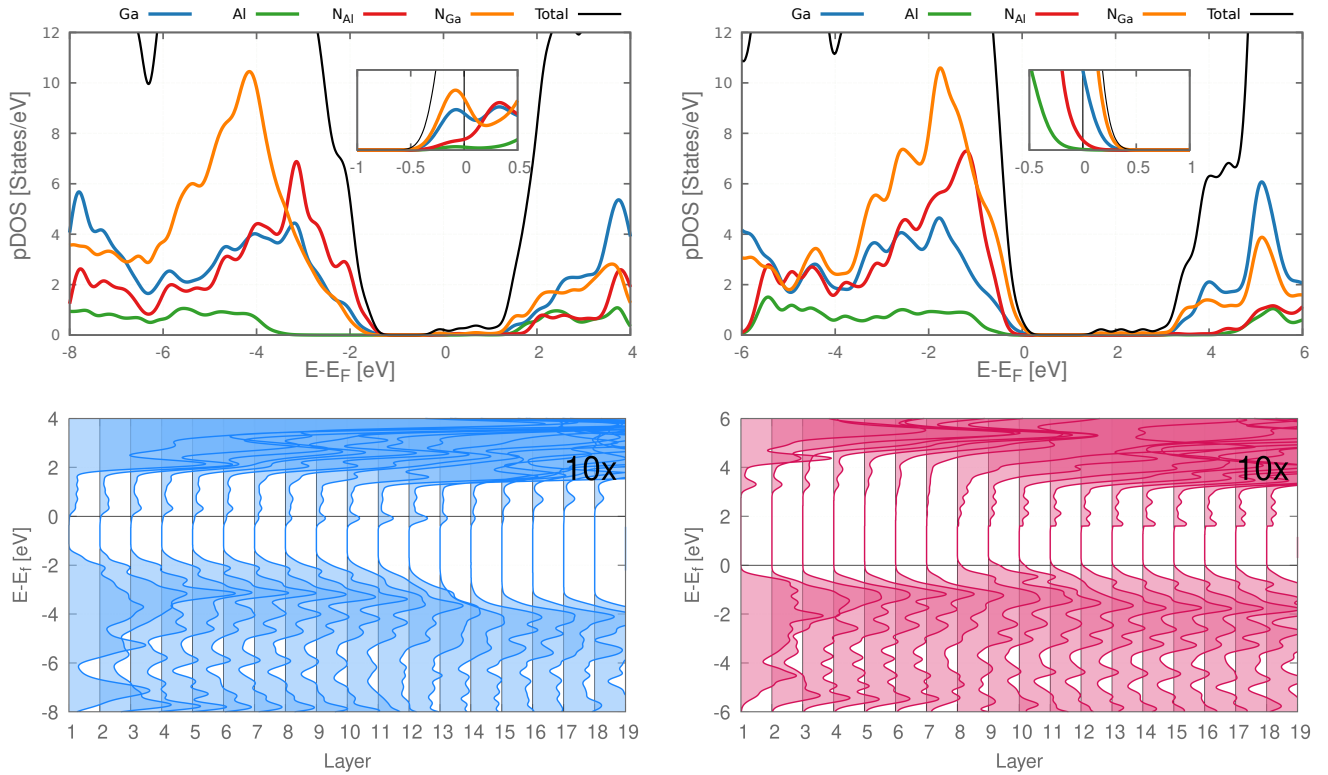 Ga Al N_Al N_Ga Total
12
10
8
6
4
2
0
pDOS [States/eV]
-1 -0.5 0 0.5
-8 -6 -4 -2 0 2 4
E-E_F [eV]
Ga Al N_Al N_Ga Total
12
10
8
6
4
2
0
pDOS [States/eV]
-0.5 0 0.5 1
-6 -4 -2 0 2 4 6
E-E_F [eV]
4
2
0
-2
-4
-6
-8
E-E_f [eV]
10x
1 2 3 4 5 6 7 8 9 10 11 12 13 14 15 16 17 18 19
Layer
6
4
2
0
-2
-4
-6
E-E_f [eV]
10x
1 2 3 4 5 6 7 8 9 10 11 12 13 14 15 16 17 18 19
Layer